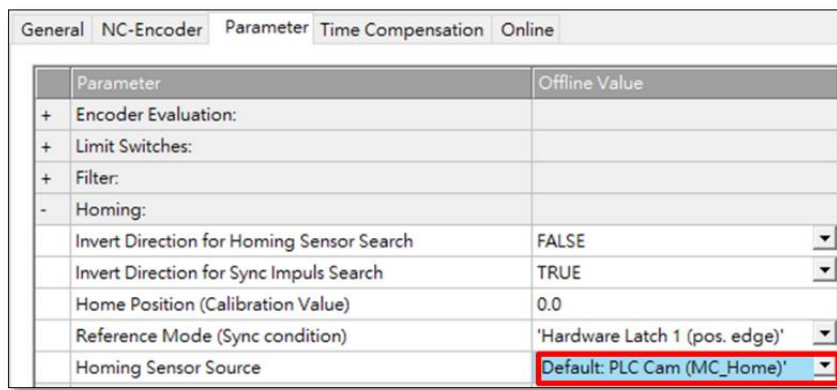 General NC-Encoder Parameter Time Compensation Online
Parameter Offline Value
+ Encoder Evaluation:
+ Limit Switches:
+ Filter:
- Homing:
Invert Direction for Homing Sensor Search FALSE
Invert Direction for Sync Impuls Search TRUE
Home Position (Calibration Value) 0.0
Reference Mode (Sync condition) 'Hardware Latch 1 (pos. edge)'
Homing Sensor Source Default: PLC Cam (MC_Home)'